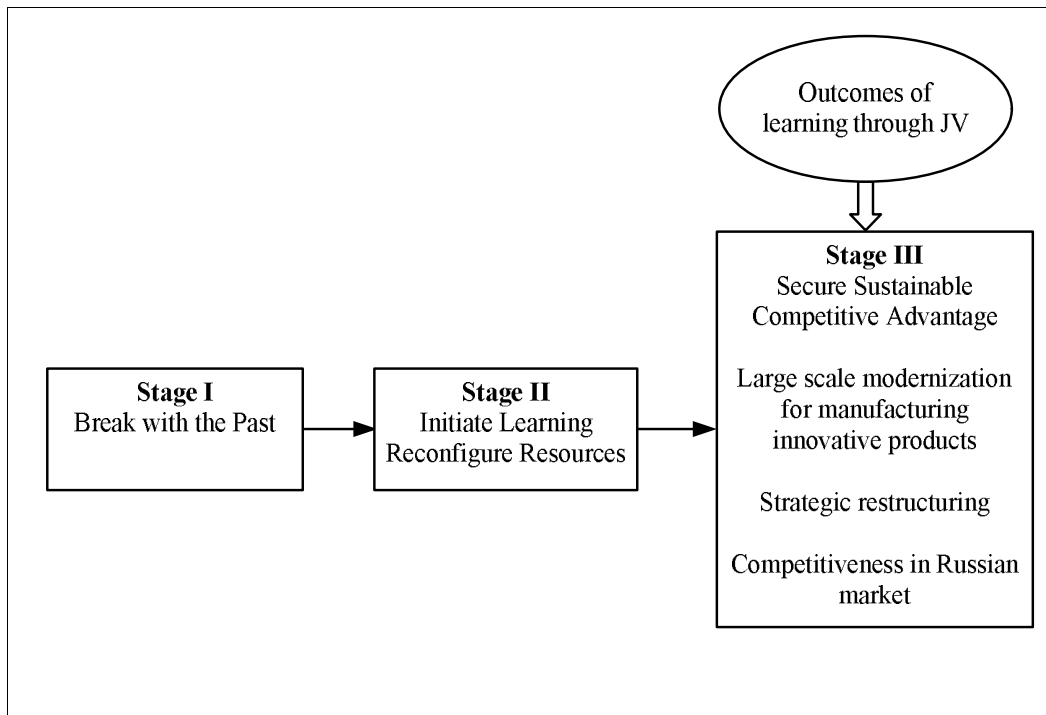 Outcomes of
learning through JV
Stage I
Break with the Past
Stage II
Initiate Learning
Reconfigure Resources
Stage III
Secure Sustainable
Competitive Advantage
Large scale modernization
for manufacturing
innovative products
Strategic restructuring
Competitiveness in Russian
market